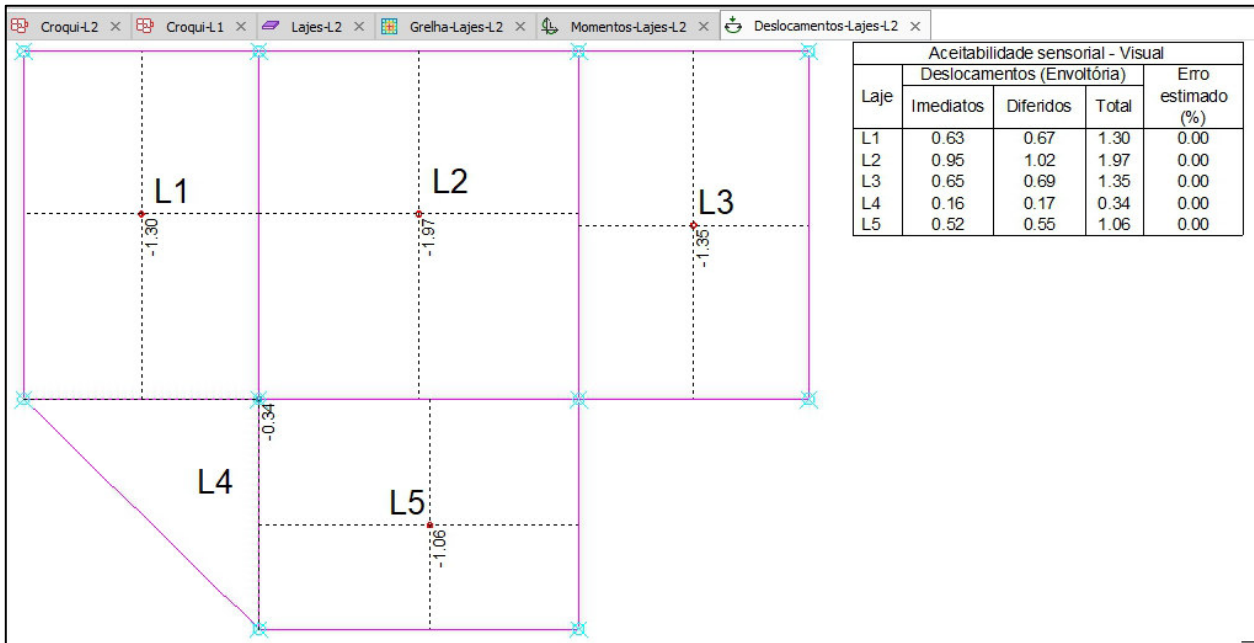 Croqui-L2 Croqui-L1 Lajes-L2 Grelha-Lajes-L2 Momentos-Lajes-L2 Deslocamentos-Lajes-L2
Aceitabilidade sensorial - Visual
Laje Deslocamentos (Envoltória) Erro estimado (%)
Imediatos Diferidos Total
L1 0.63 0.67 1.30 0.00
L2 0.95 1.02 1.97 0.00
L3 0.65 0.69 1.35 0.00
L4 0.16 0.17 0.34 0.00
L5 0.52 0.55 1.06 0.00
L1
-1.30
L2
-1.97
L3
-1.35
L4
-0.34
L5
-1.06